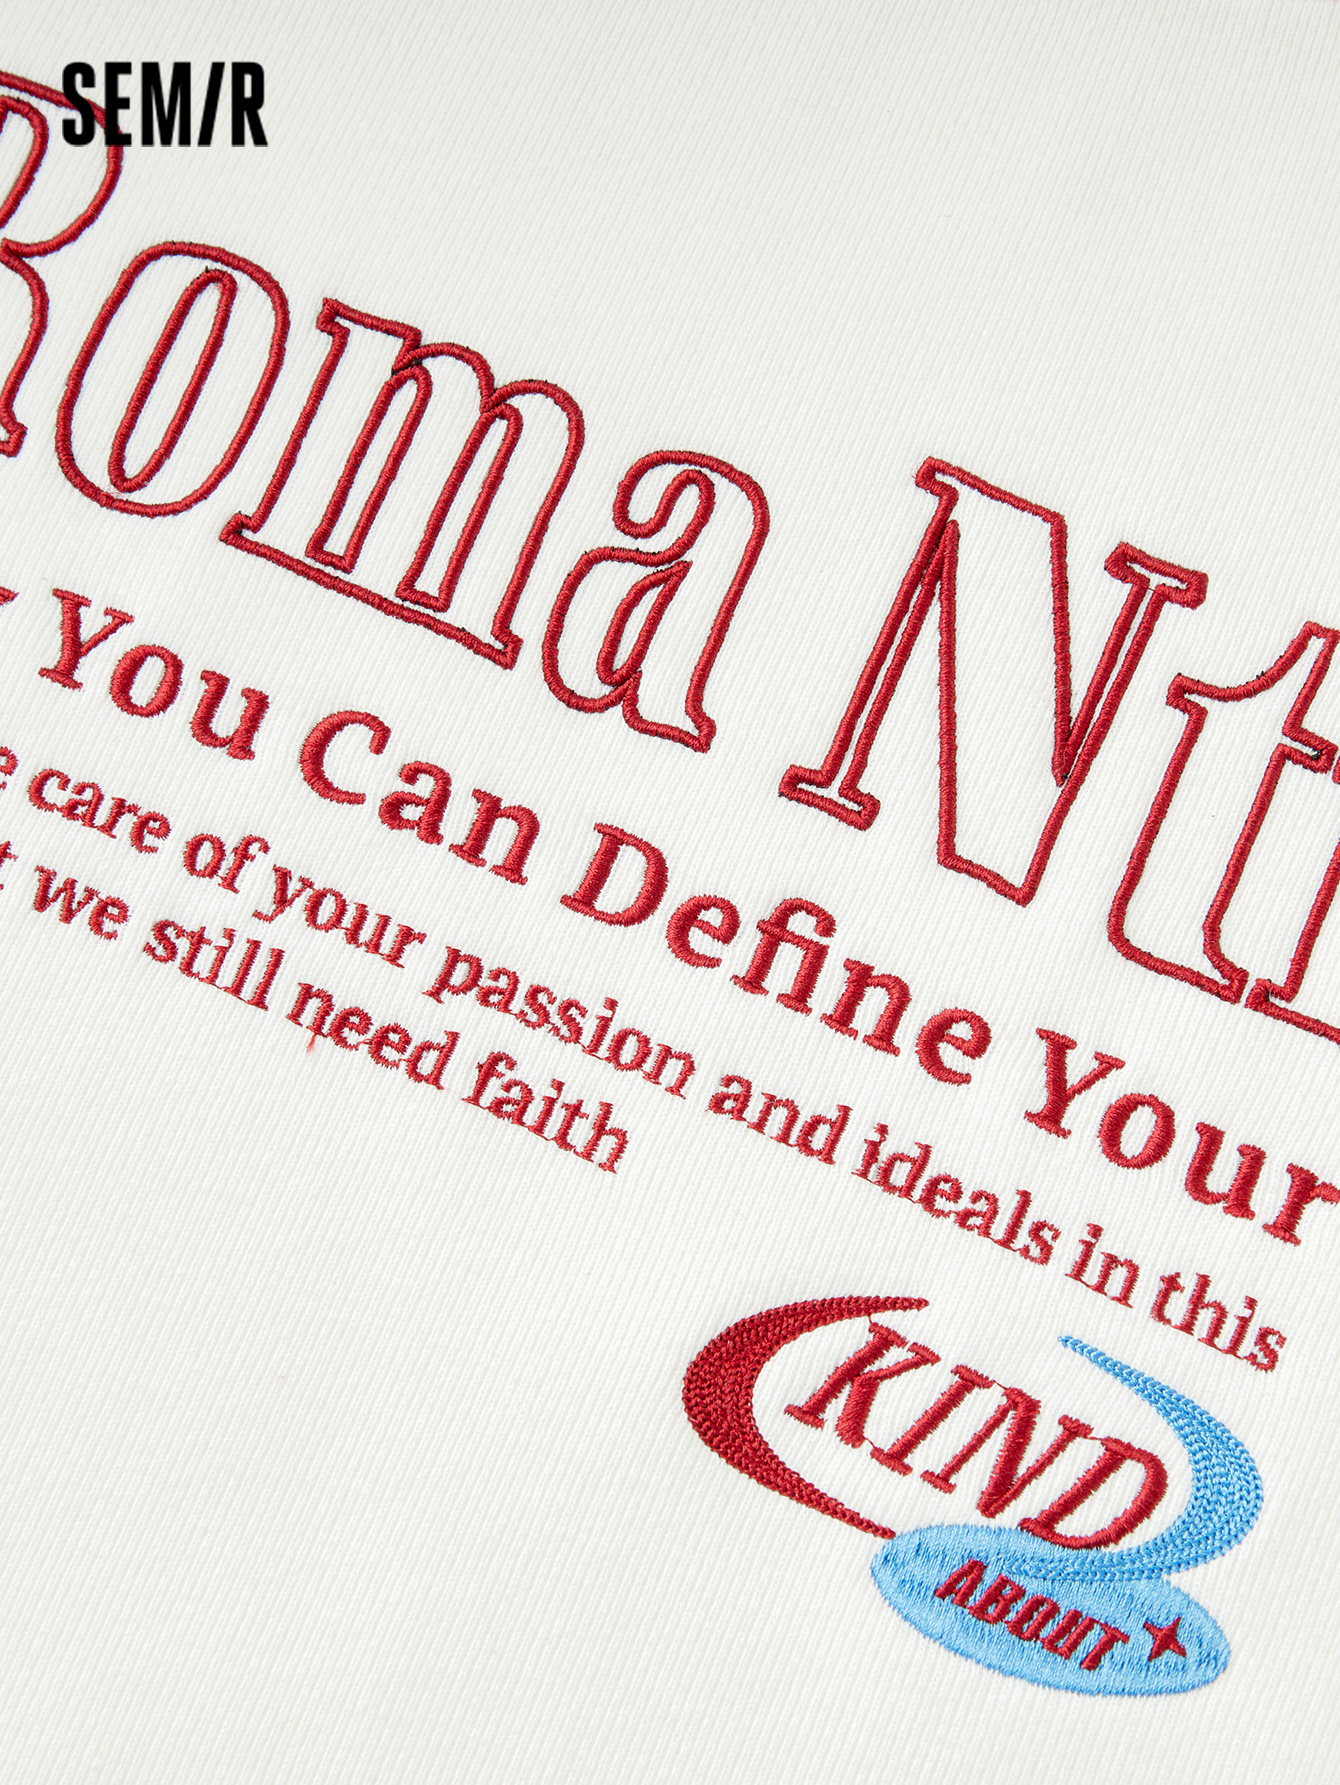 SEMIR
Roma Nt
You Can Define Your
care of your passion and ideals in this
we still need faith
KIND
ABOUT